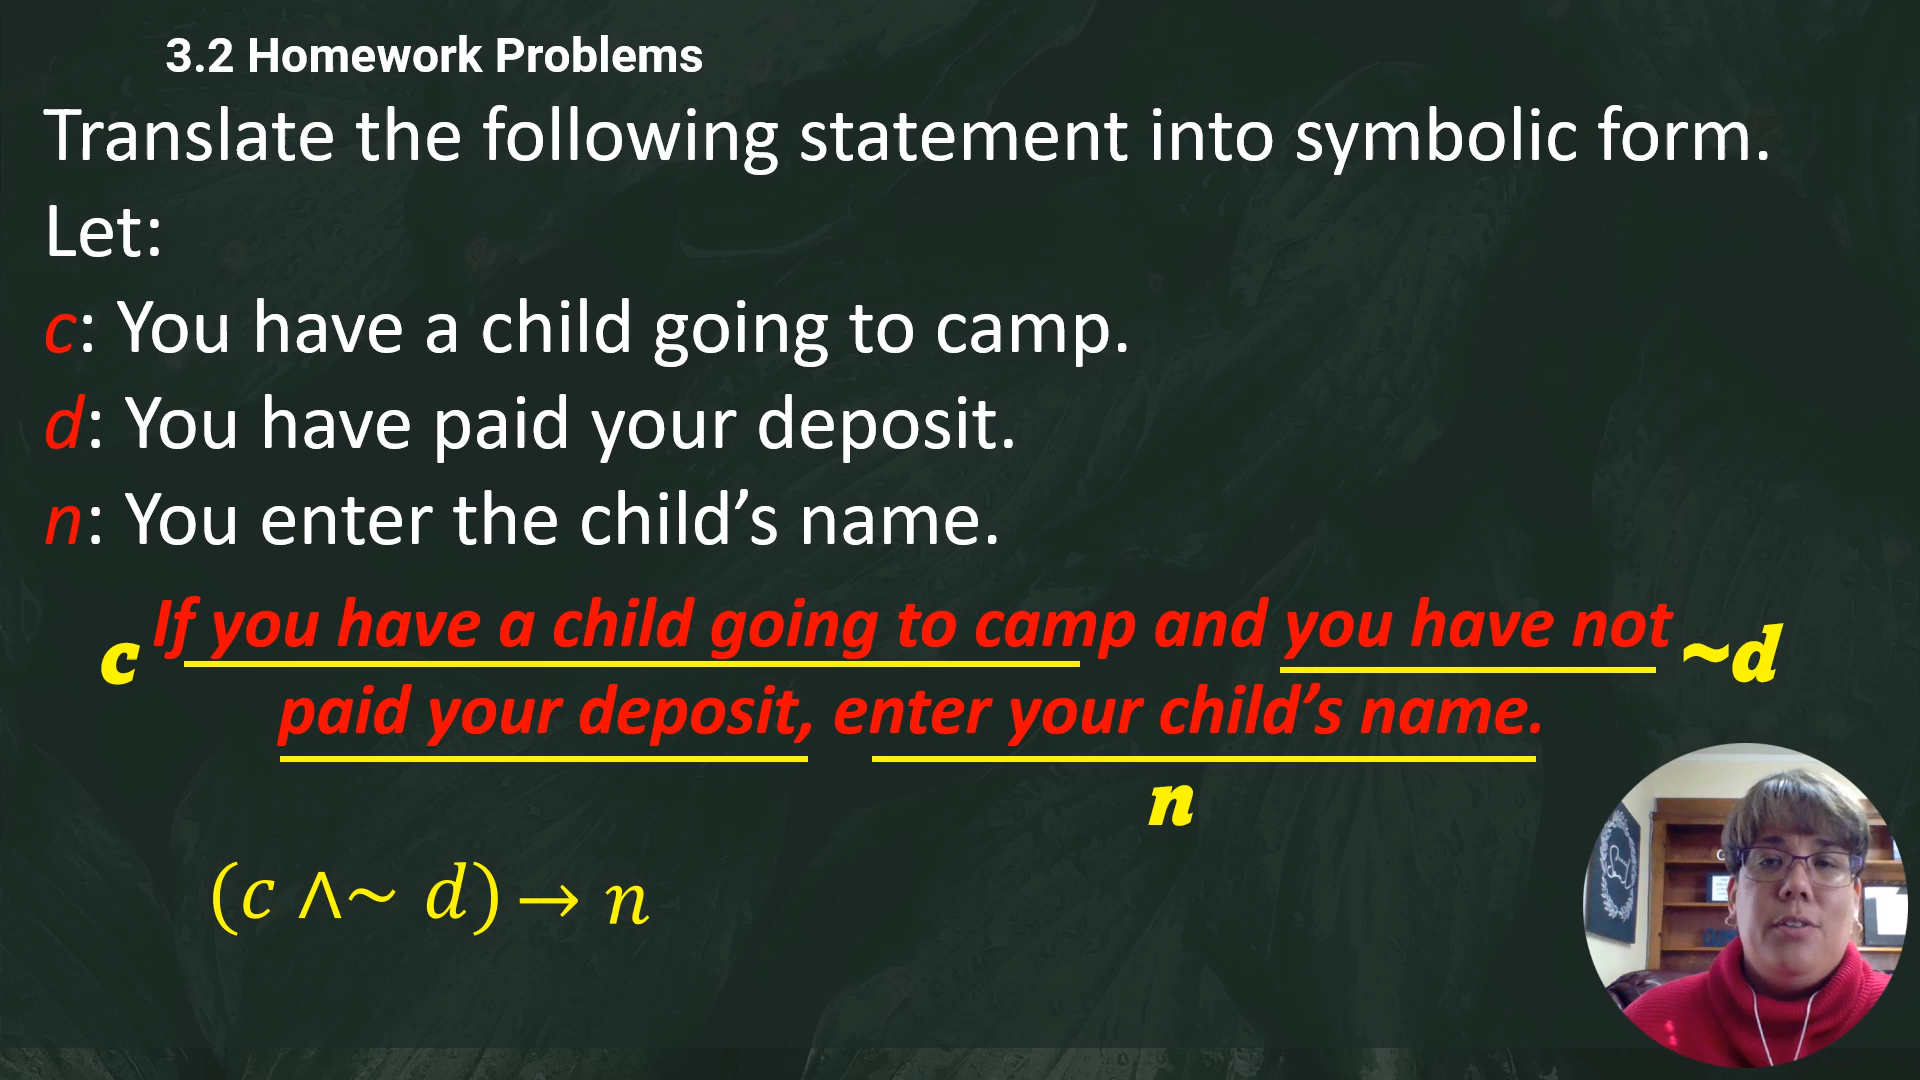 3.2 Homework Problems
Translate the following statement into symbolic form.
Let:
c: You have a child going to camp.
d: You have paid your deposit.
n: You enter the child’s name.
c If you have a child going to camp and you have not ~d
paid your deposit, enter your child’s name.
n
(c ∧~ d) → n